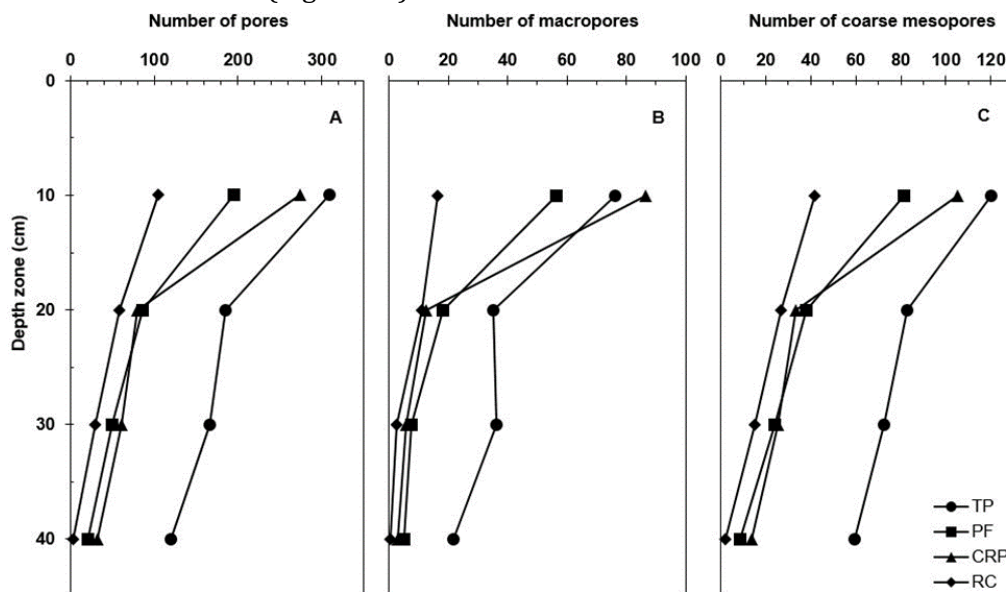 Number of pores Number of macropores Number of coarse mesopores
0 100 200 300 0 20 40 60 80 100 0 20 40 60 80 100 120
0
A B C
10
20
Depth zone (cm)
30
40
TP
PF
CRP
RC